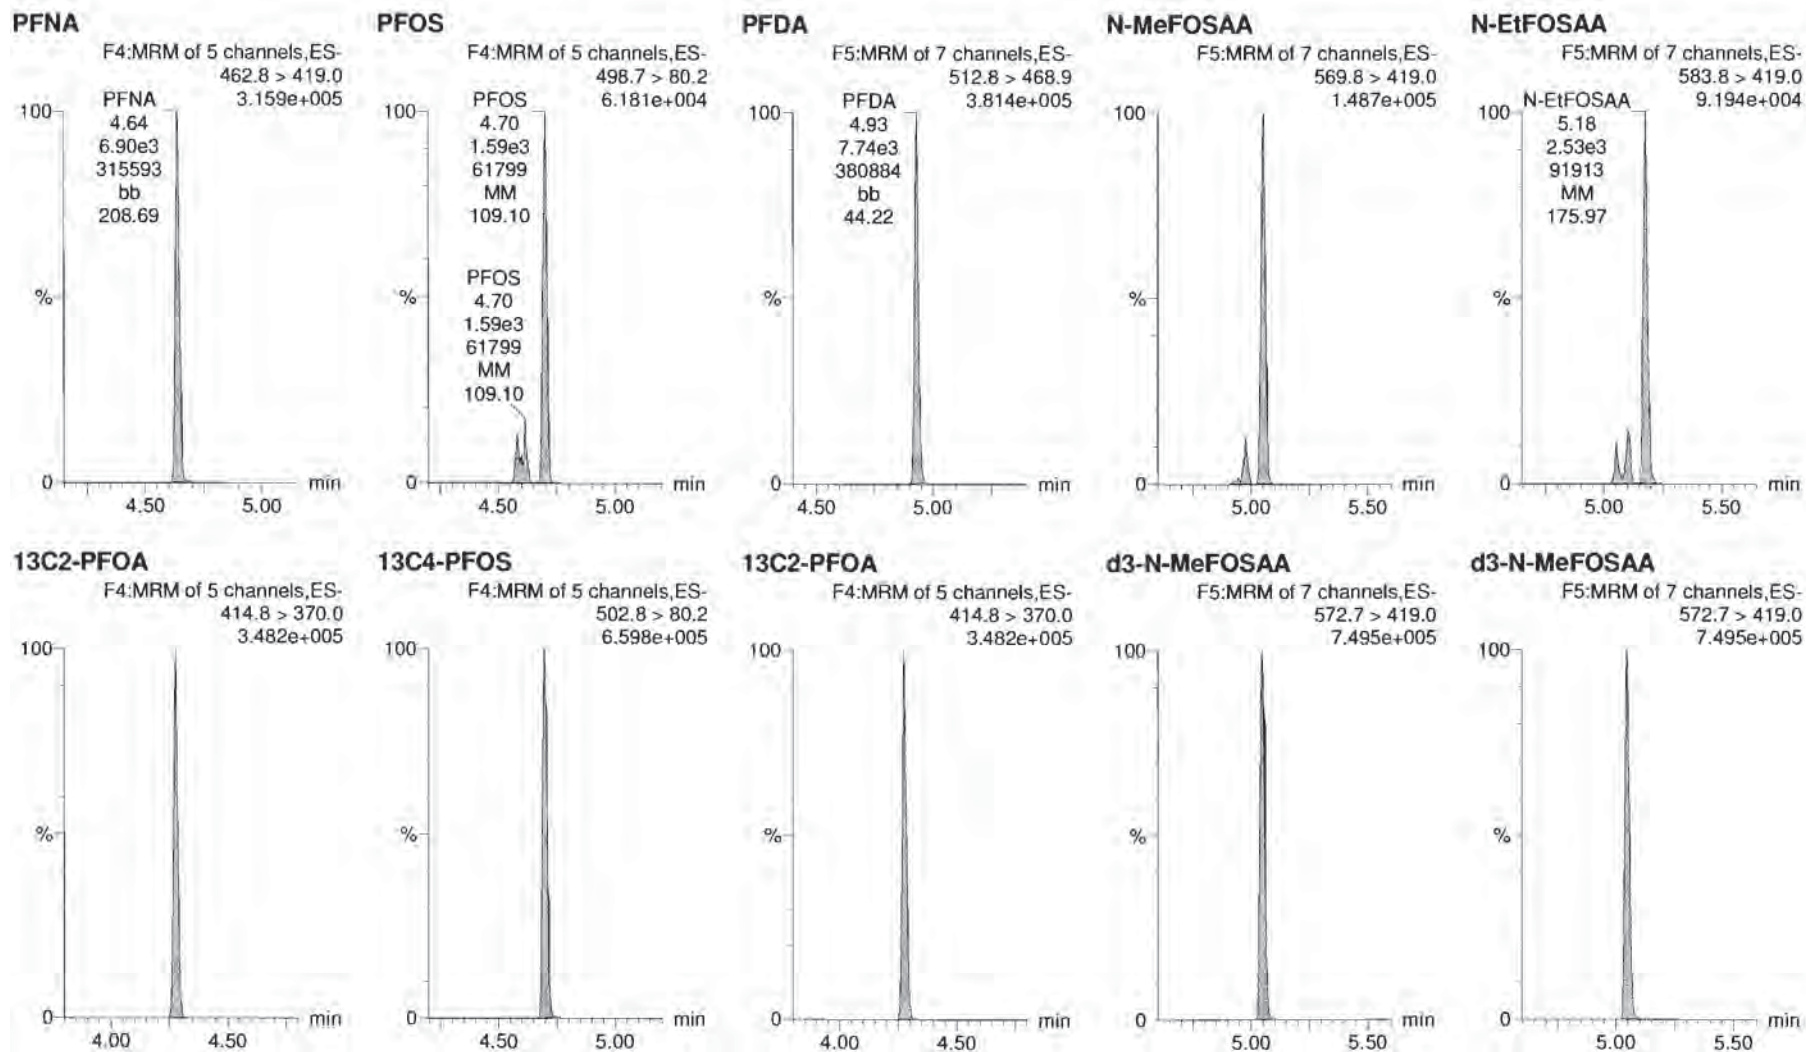 PFNA
F4:MRM of 5 channels,ES-
462.8 > 419.0
3.159e+005
PFNA
4.64
6.90e3
315593
bb
208.69
100
%
0
4.50
5.00
min
PFOS
F4:MRM of 5 channels,ES-
498.7 > 80.2
6.181e+004
PFOS
4.70
1.59e3
61799
MM
109.10
PFOS
4.70
1.59e3
61799
MM
109.10
100
%
0
4.50
5.00
min
PFDA
F5:MRM of 7 channels,ES-
512.8 > 468.9
3.814e+005
PFDA
4.93
7.74e3
380884
bb
44.22
100
%
0
4.50
5.00
min
N-MeFOSAA
F5:MRM of 7 channels,ES-
569.8 > 419.0
1.487e+005
100
%
0
5.00
5.50
min
N-EtFOSAA
F5:MRM of 7 channels,ES-
583.8 > 419.0
9.194e+004
N-EtFOSAA
5.18
2.53e3
91913
MM
175.97
100
%
0
5.00
5.50
min
13C2-PFOA
F4:MRM of 5 channels,ES-
414.8 > 370.0
3.482e+005
100
%
0
4.00
4.50
min
13C4-PFOS
F4:MRM of 5 channels,ES-
502.8 > 80.2
6.598e+005
100
%
0
4.50
5.00
min
13C2-PFOA
F4:MRM of 5 channels,ES-
414.8 > 370.0
3.482e+005
100
%
0
4.00
4.50
min
d3-N-MeFOSAA
F5:MRM of 7 channels,ES-
572.7 > 419.0
7.495e+005
100
%
0
5.00
5.50
min
d3-N-MeFOSAA
F5:MRM of 7 channels,ES-
572.7 > 419.0
7.495e+005
100
%
0
5.00
5.50
min